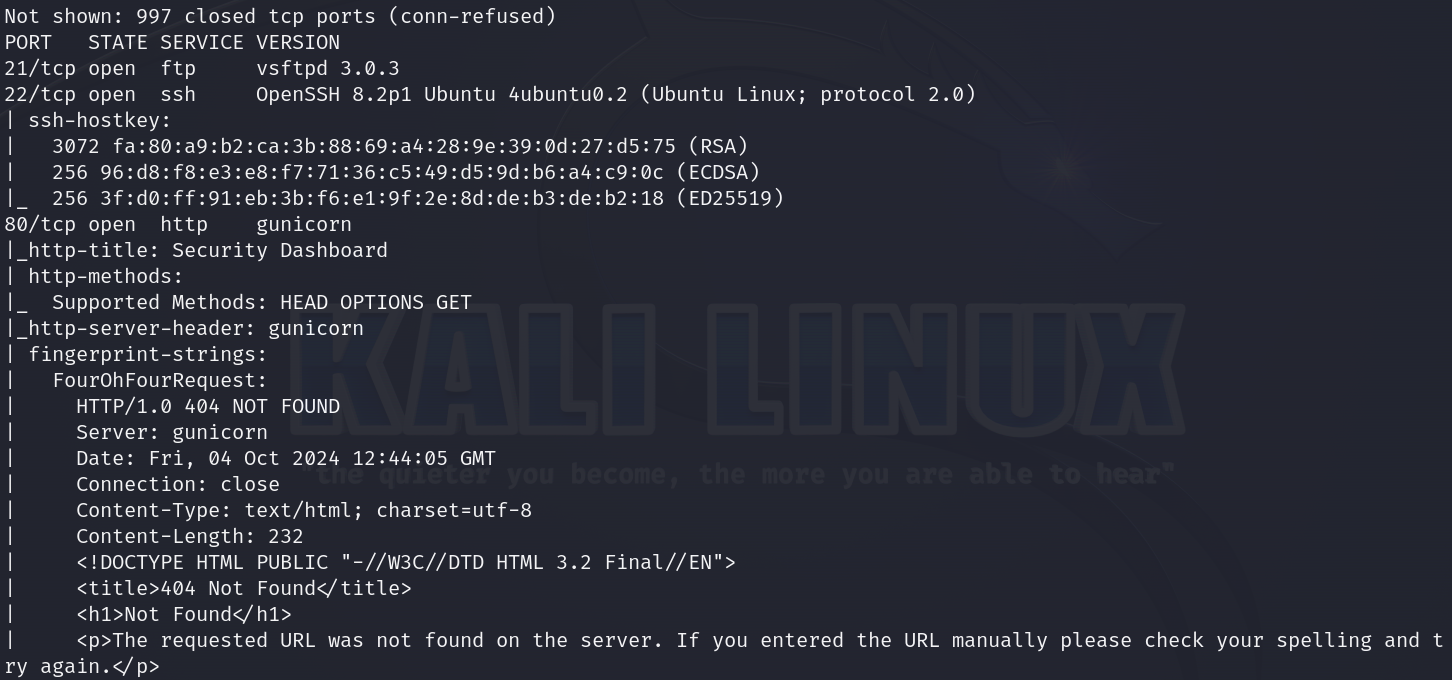 Not shown: 997 closed tcp ports (conn-refused)
PORT   STATE SERVICE VERSION
21/tcp open  ftp     vsftpd 3.0.3
22/tcp open  ssh     OpenSSH 8.2p1 Ubuntu 4ubuntu0.2 (Ubuntu Linux; protocol 2.0)
| ssh-hostkey:
|   3072 fa:80:a9:b2:ca:3b:88:69:a4:28:9e:39:0d:27:d5:75 (RSA)
|   256 96:d8:f8:e3:e8:f7:71:36:c5:49:d5:9d:b6:a4:c9:0c (ECDSA)
|_  256 3f:d0:ff:91:eb:3b:f6:e1:9f:2e:8d:de:b3:de:b2:18 (ED25519)
80/tcp open  http    gunicorn
|_http-title: Security Dashboard
| http-methods:
|_  Supported Methods: HEAD OPTIONS GET
|_http-server-header: gunicorn
| fingerprint-strings:
|   FourOhFourRequest:
|     HTTP/1.0 404 NOT FOUND
|     Server: gunicorn
|     Date: Fri, 04 Oct 2024 12:44:05 GMT
|     Connection: close
|     Content-Type: text/html; charset=utf-8
|     Content-Length: 232
|     <!DOCTYPE HTML PUBLIC "-//W3C//DTD HTML 3.2 Final//EN">
|     <title>404 Not Found</title>
|     <h1>Not Found</h1>
|     <p>The requested URL was not found on the server. If you entered the URL manually please check your spelling and t
ry again.</p>
KALI LINUX
"the quieter you become, the more you are able to hear"